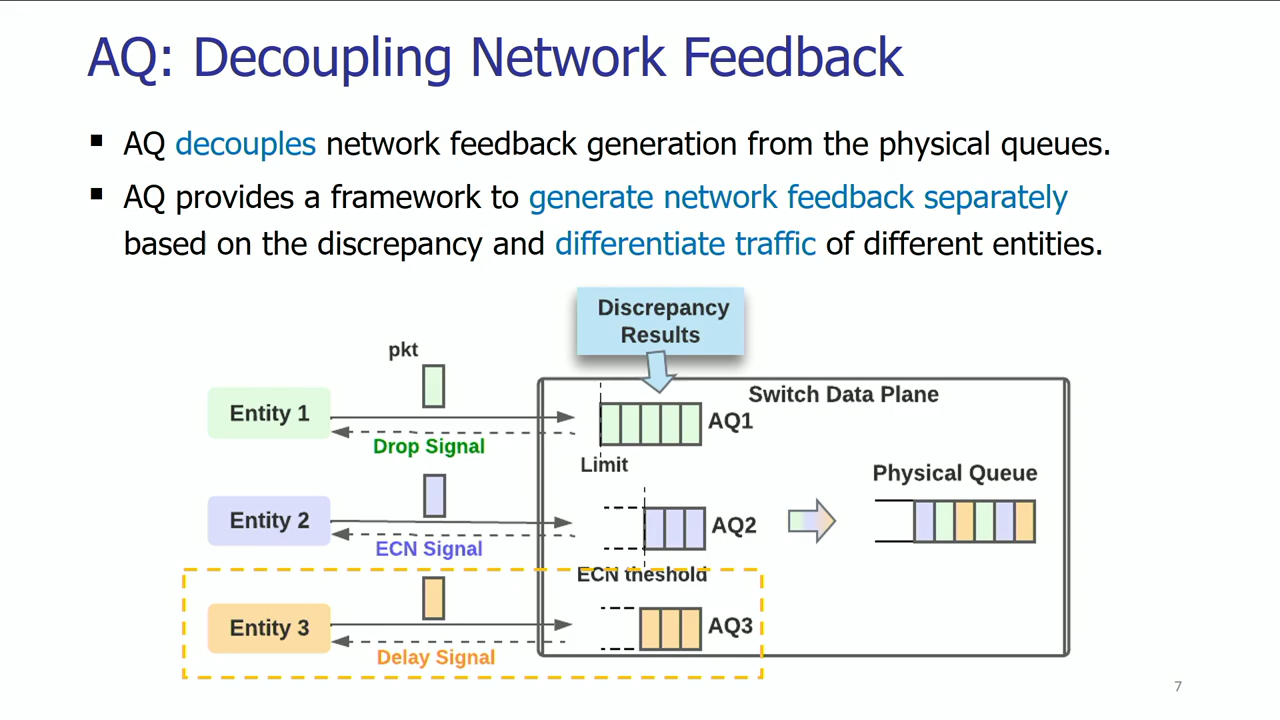 AQ: Decoupling Network Feedback
AQ decouples network feedback generation from the physical queues.
AQ provides a framework to generate network feedback separately
based on the discrepancy and differentiate traffic of different entities.
Discrepancy
Results
pkt
Switch Data Plane
Entity 1
AQ1
Drop Signal
Limit
Physical Queue
Entity 2
AQ2
ECN Signal
ECN theshold
Entity 3
AQ3
Delay Signal
7